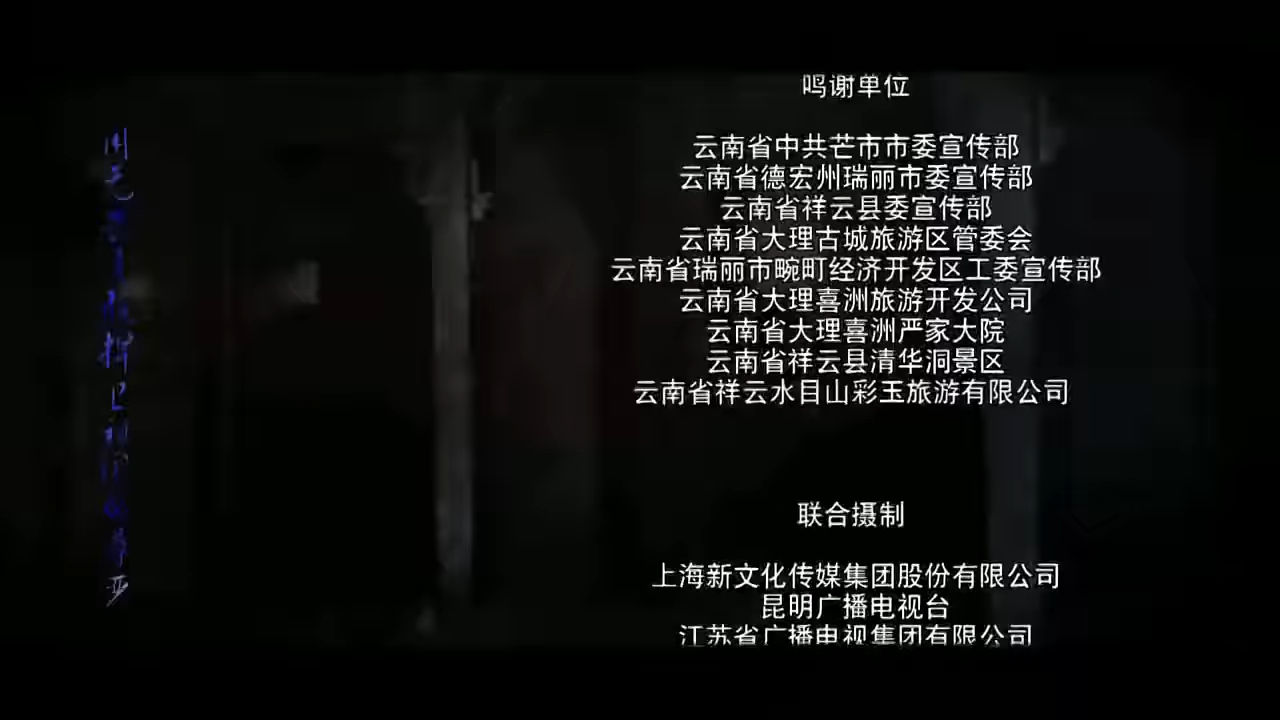 鸣谢单位
云南省中共芒市市委宣传部
云南省德宏州瑞丽市委宣传部
云南省祥云县委宣传部
云南省大理古城旅游区管委会
云南省瑞丽市畹町经济开发区工委宣传部
云南省大理喜洲旅游开发公司
云南省大理喜洲严家大院
云南省祥云县清华洞景区
云南省祥云水目山彩玉旅游有限公司
联合摄制
上海新文化传媒集团股份有限公司
昆明广播电视台
江苏省广播电视集团有限公司